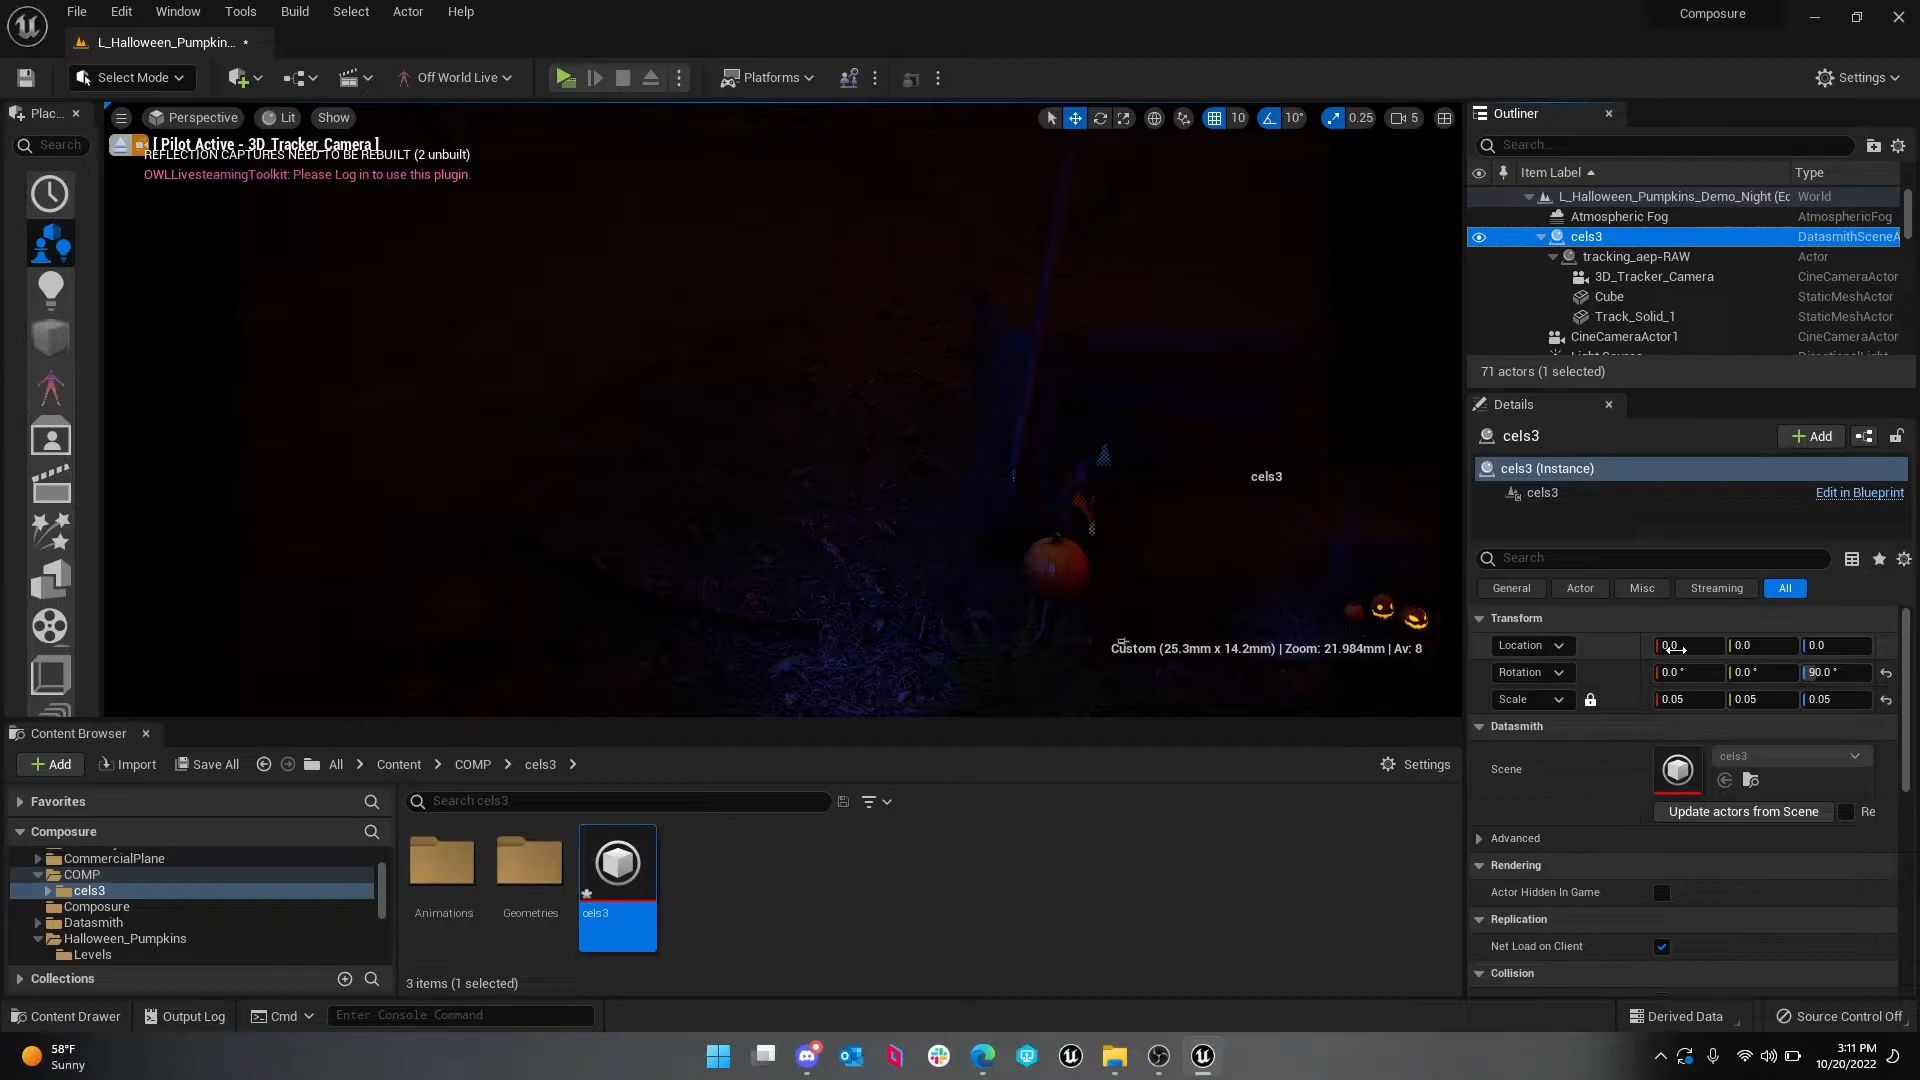 File Edit Window Tools Build Select Actor Help
Composure
L_Halloween_Pumpkin... •
Select Mode
Off World Live
Platforms
Settings
Plac...
Search
Perspective
Lit
Show
10
10°
0.25
5
[ Pilot Active - 3D_Tracker_Camera ]
REFLECTION CAPTURES NEED TO BE REBUILT (2 unbuilt)
OWLLivesteamingToolkit: Please Log in to use this plugin.
cels3
Custom (25.3mm x 14.2mm) | Zoom: 21.984mm | Av: 8
Outliner
Search...
Item Label
Type
L_Halloween_Pumpkins_Demo_Night (Ec World
Atmospheric Fog AtmosphericFog
cels3 DatasmithSceneA
tracking_aep-RAW Actor
3D_Tracker_Camera CineCameraActor
Cube StaticMeshActor
Track_Solid_1 StaticMeshActor
CineCameraActor1 CineCameraActor
71 actors (1 selected)
Details
cels3
Add
cels3 (Instance)
cels3
Edit in Blueprint
Search
General Actor Misc Streaming All
Transform
Location 0.0 0.0 0.0
Rotation 0.0 ° 0.0 ° 90.0 °
Scale 0.05 0.05 0.05
Datasmith
Scene
cels3
Update actors from Scene
Re
Advanced
Rendering
Actor Hidden In Game
Replication
Net Load on Client
Collision
Content Browser
Add Import Save All All Content COMP cels3
Settings
Favorites
Composure
CommercialPlane
COMP
cels3
Composure
Datasmith
Halloween_Pumpkins
Levels
Collections
Search cels3
Animations
Geometries
cels3
3 items (1 selected)
Content Drawer
Output Log
Cmd
Enter Console Command
Derived Data
Source Control Off
58°F
Sunny
3:11 PM
10/20/2022